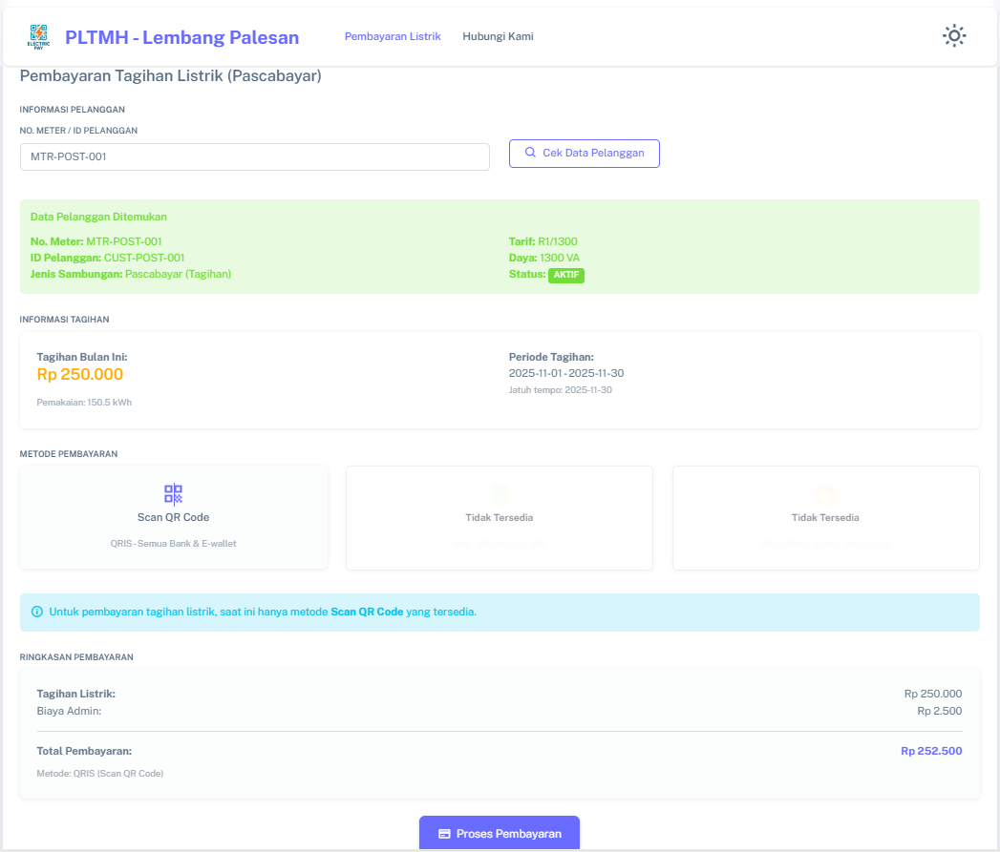 ELECTRIC
PAY
PLTMH - Lembang Palesan
Pembayaran Listrik
Hubungi Kami
Pembayaran Tagihan Listrik (Pascabayar)
INFORMASI PELANGGAN
NO. METER / ID PELANGGAN
MTR-POST-001
Cek Data Pelanggan
Data Pelanggan Ditemukan
No. Meter: MTR-POST-001
ID Pelanggan: CUST-POST-001
Jenis Sambungan: Pascabayar (Tagihan)
Tarif: R1/1300
Daya: 1300 VA
Status: AKTIF
INFORMASI TAGIHAN
Tagihan Bulan Ini:
Rp 250.000
Pemakaian: 150.5 kWh
Periode Tagihan:
2025-11-01 - 2025-11-30
Jatuh tempo: 2025-11-30
METODE PEMBAYARAN
Scan QR Code
QRIS - Semua Bank & E-wallet
Tidak Tersedia
Tidak Tersedia
Untuk pembayaran tagihan listrik, saat ini hanya metode Scan QR Code yang tersedia.
RINGKASAN PEMBAYARAN
Tagihan Listrik: Rp 250.000
Biaya Admin: Rp 2.500
Total Pembayaran: Rp 252.500
Metode: QRIS (Scan QR Code)
Proses Pembayaran